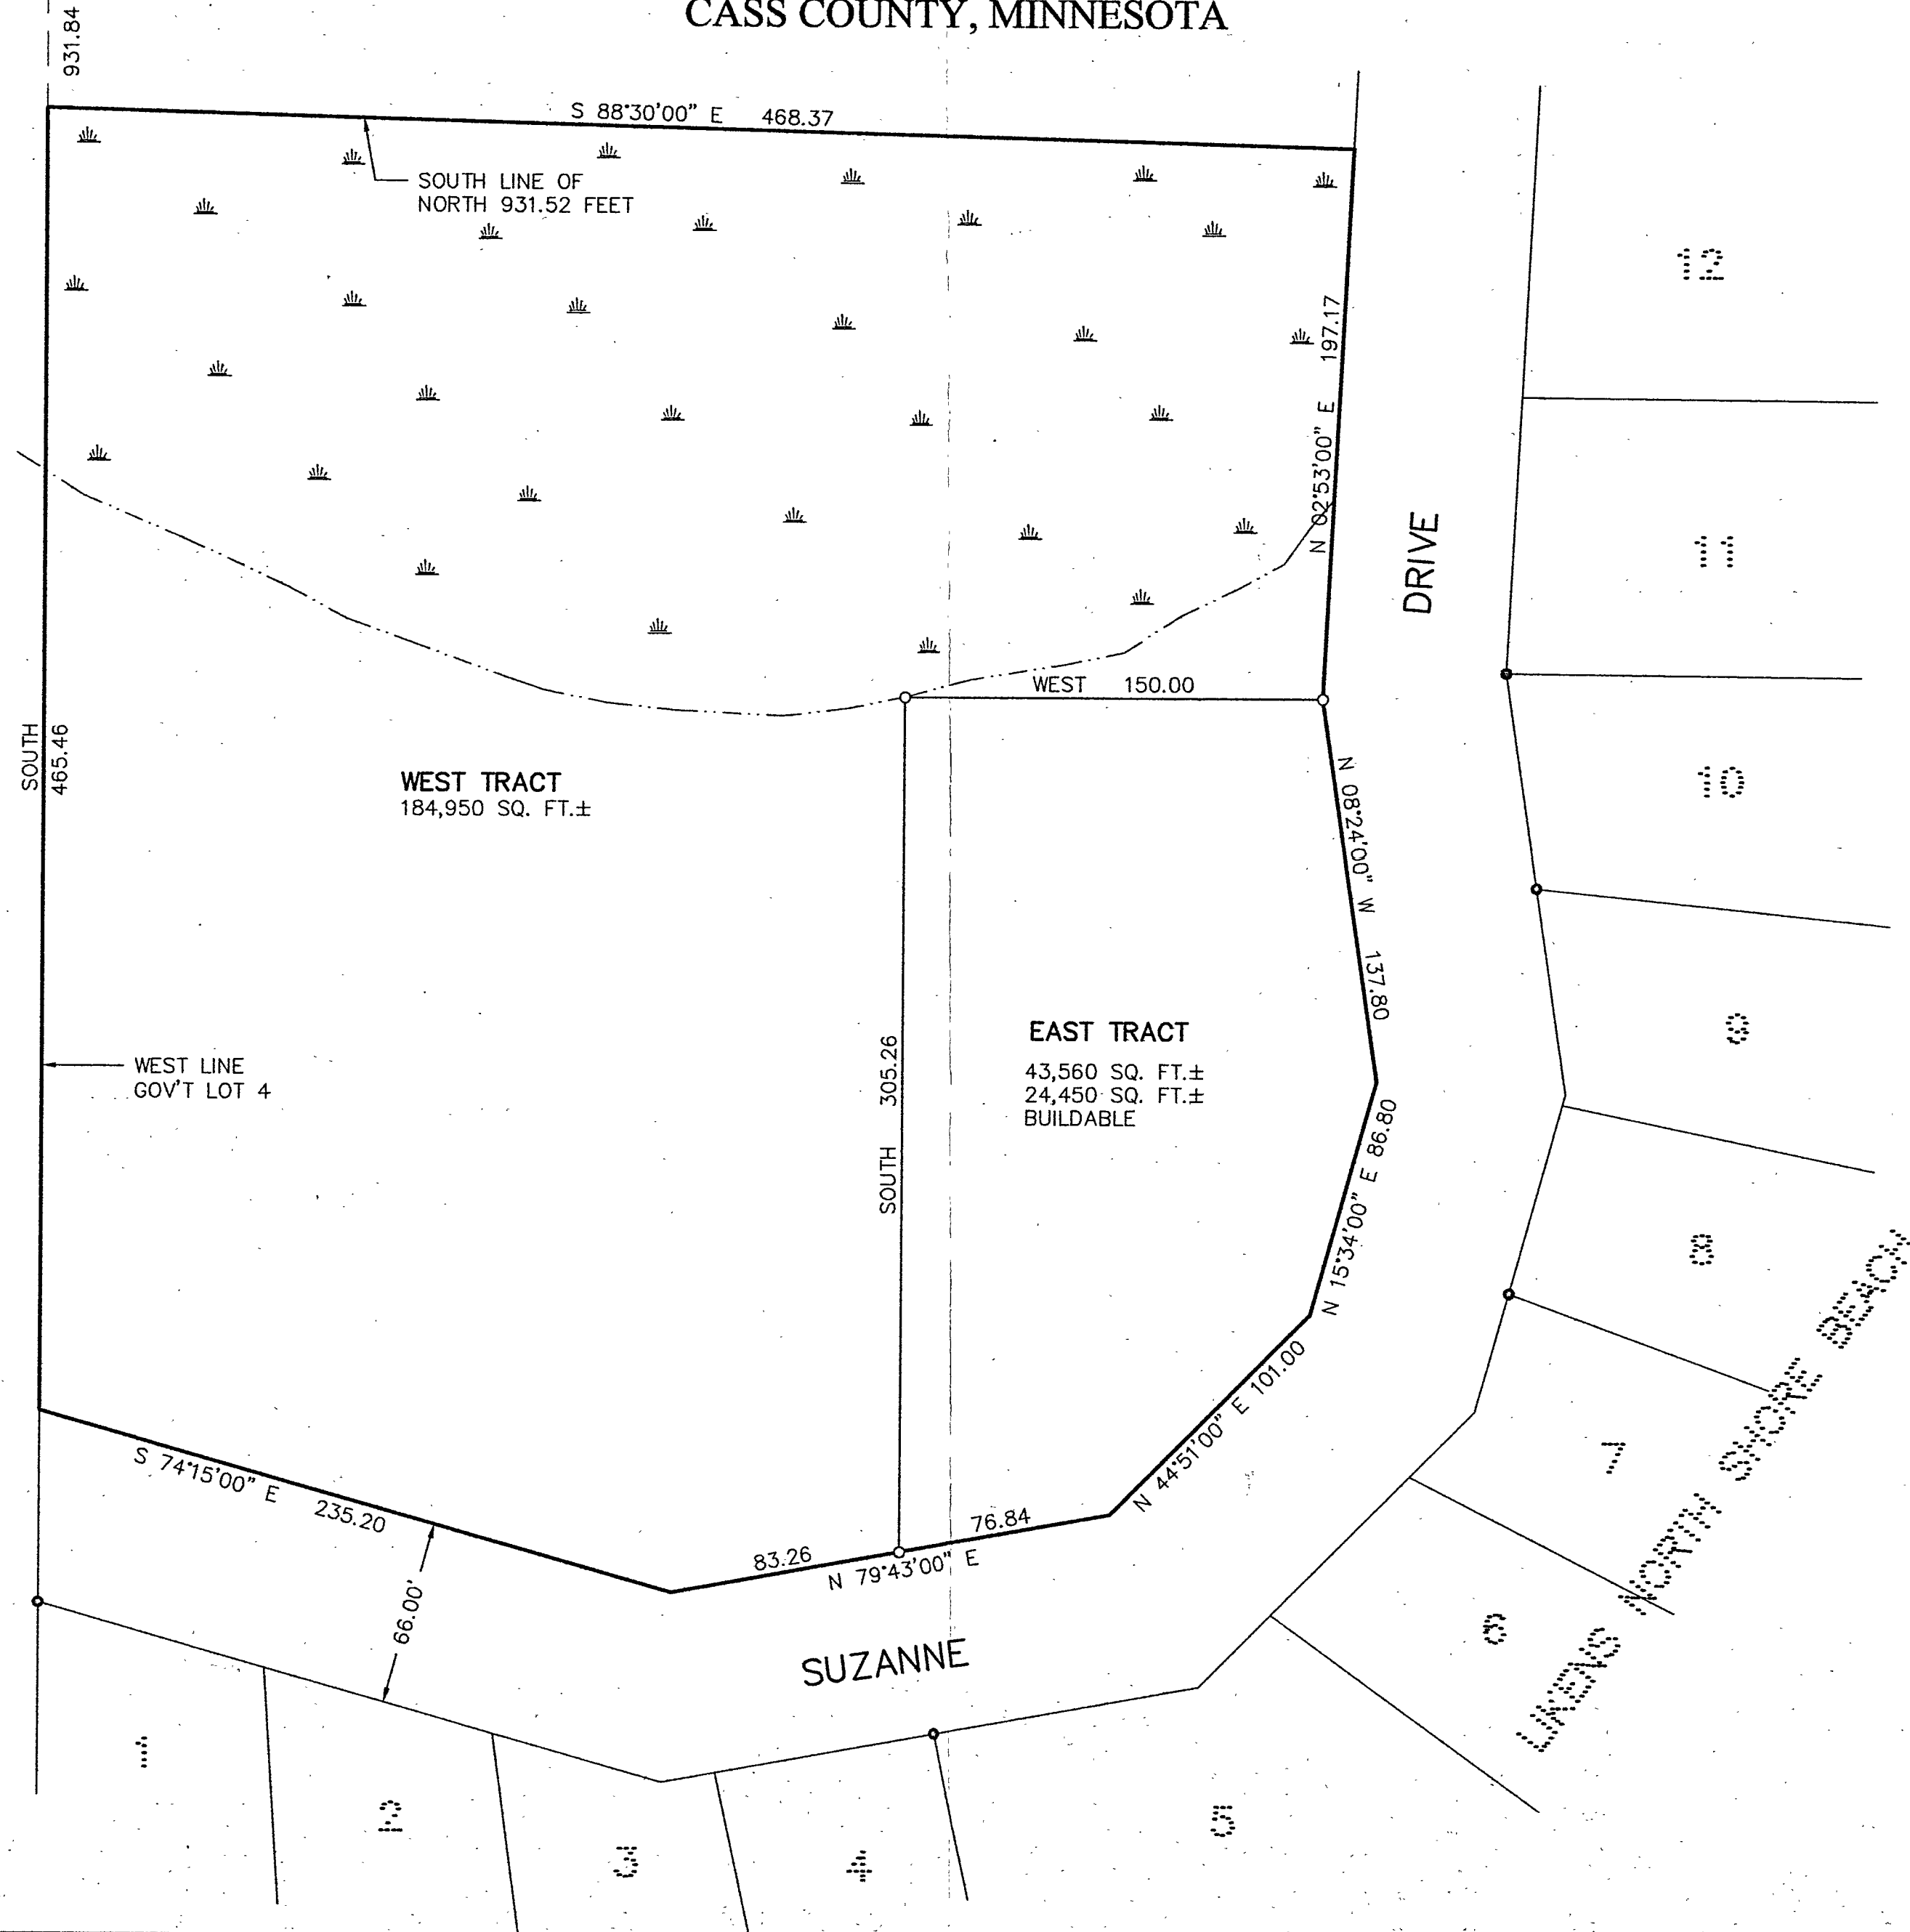 CASS COUNTY, MINNESOTA
931.84
S 88°30'00" E 468.37
SOUTH LINE OF
NORTH 931.52 FEET
12
N 02°53'00" E 197.17
11
DRIVE
WEST 150.00
SOUTH
465.46
WEST TRACT
184,950 SQ. FT.±
N 08°24'00" W 137.80
10
9
EAST TRACT
43,560 SQ. FT.±
24,450 SQ. FT.±
BUILDABLE
WEST LINE
GOV'T LOT 4
SOUTH 305.26
N 15°34'00" E 86.80
8
N 44°51'00" E 101.00
7
LIKENS NORTH SHORE BEACH
S 74°15'00" E 235.20
76.84
83.26
N 79°43'00" E
66.00'
6
SUZANNE
1
2
3
4
5